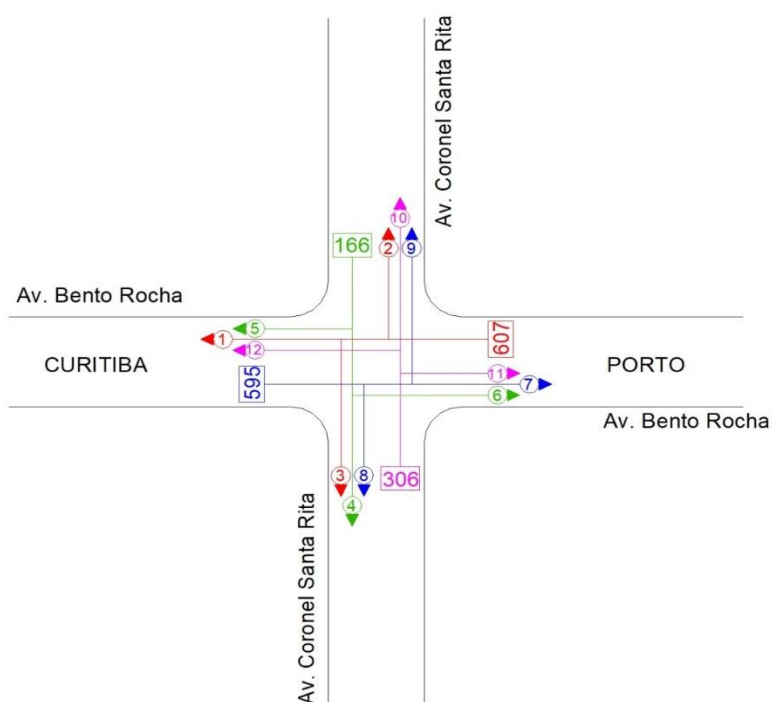 Av. Coronel Santa Rita
10
166
2
9
Av. Bento Rocha
5
1
12
607
CURITIBA
PORTO
595
11
7
6
Av. Bento Rocha
3
8
306
4
Av. Coronel Santa Rita